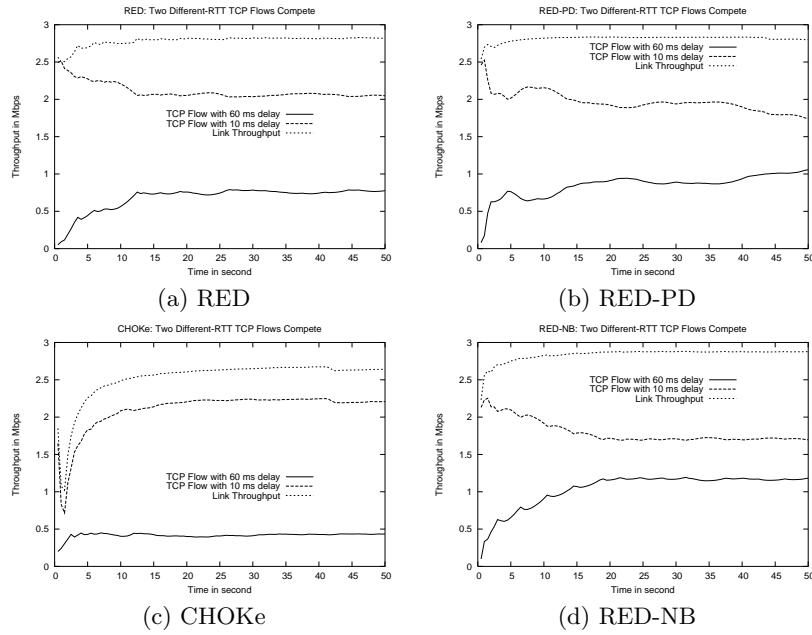 RED: Two Different-RTT TCP Flows Compete
3
2.5
2
1.5
1
0.5
0
Throughput in Mbps
TCP Flow with 60 ms delay
TCP Flow with 10 ms delay
Link Throughput
0 5 10 15 20 25 30 35 40 45 50
Time in second
(a) RED
RED-PD: Two Different-RTT TCP Flows Compete
3
2.5
2
1.5
1
0.5
0
Throughput in Mbps
TCP Flow with 60 ms delay
TCP Flow with 10 ms delay
Link Throughput
0 5 10 15 20 25 30 35 40 45 50
Time in second
(b) RED-PD
CHOKe: Two Different-RTT TCP Flows Compete
3
2.5
2
1.5
1
0.5
0
Throughput in Mbps
TCP Flow with 60 ms delay
TCP Flow with 10 ms delay
Link Throughput
0 5 10 15 20 25 30 35 40 45 50
Time in second
(c) CHOKe
RED-NB: Two Different-RTT TCP Flows Compete
3
2.5
2
1.5
1
0.5
0
Throughput in Mbps
TCP Flow with 60 ms delay
TCP Flow with 10 ms delay
Link Throughput
0 5 10 15 20 25 30 35 40 45 50
Time in second
(d) RED-NB